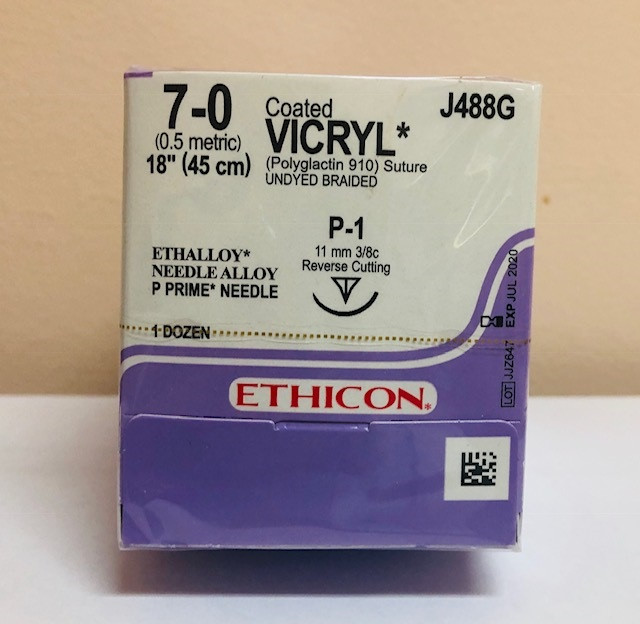 7-0
(0.5 metric)
18" (45 cm)
Coated
VICRYL*
(Polyglactin 910) Suture
UNDYED BRAIDED
J488G
P-1
11 mm 3/8c
Reverse Cutting
ETHALLOY*
NEEDLE ALLOY
P PRIME* NEEDLE
1 DOZEN
EXP JUL 2020
LOT JJZ647
ETHICON*